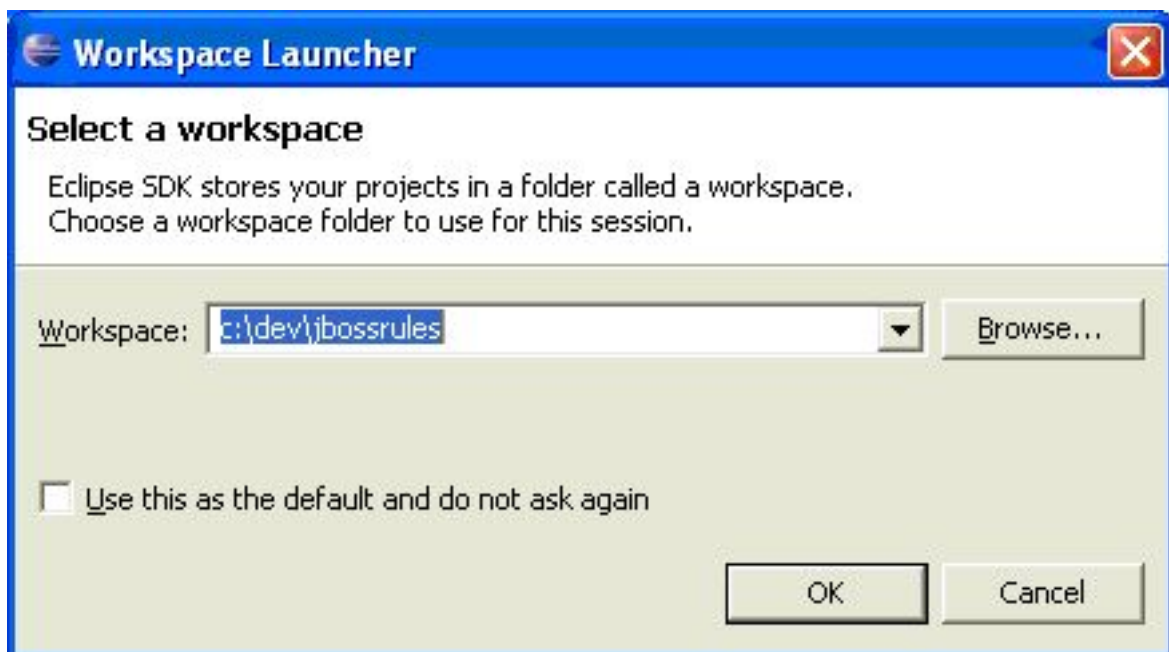 Workspace Launcher
Select a workspace
Eclipse SDK stores your projects in a folder called a workspace.
Choose a workspace folder to use for this session.
Workspace: c:\dev\jbossrules Browse...
Use this as the default and do not ask again
OK Cancel